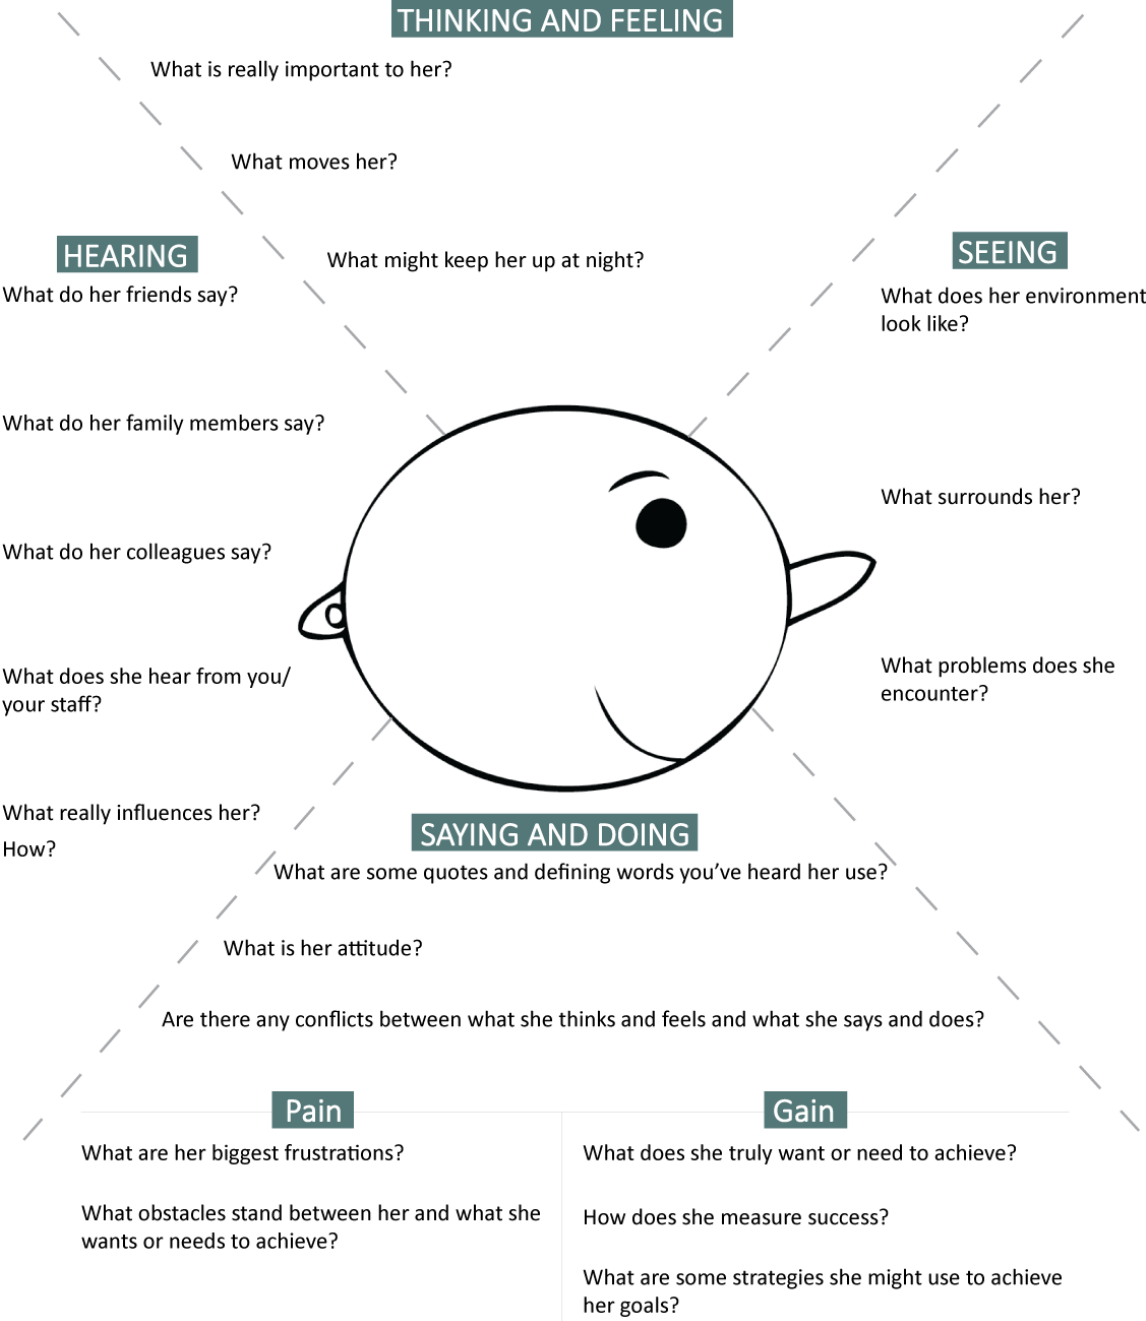 THINKING AND FEELING
What is really important to her?
What moves her?
What might keep her up at night?
HEARING
What do her friends say?
What do her family members say?
What do her colleagues say?
What does she hear from you/
your staff?
What really influences her?
How?
SEEING
What does her environment
look like?
What surrounds her?
What problems does she
encounter?
SAYING AND DOING
What are some quotes and defining words you’ve heard her use?
What is her attitude?
Are there any conflicts between what she thinks and feels and what she says and does?
Pain
What are her biggest frustrations?
What obstacles stand between her and what she
wants or needs to achieve?
Gain
What does she truly want or need to achieve?
How does she measure success?
What are some strategies she might use to achieve
her goals?